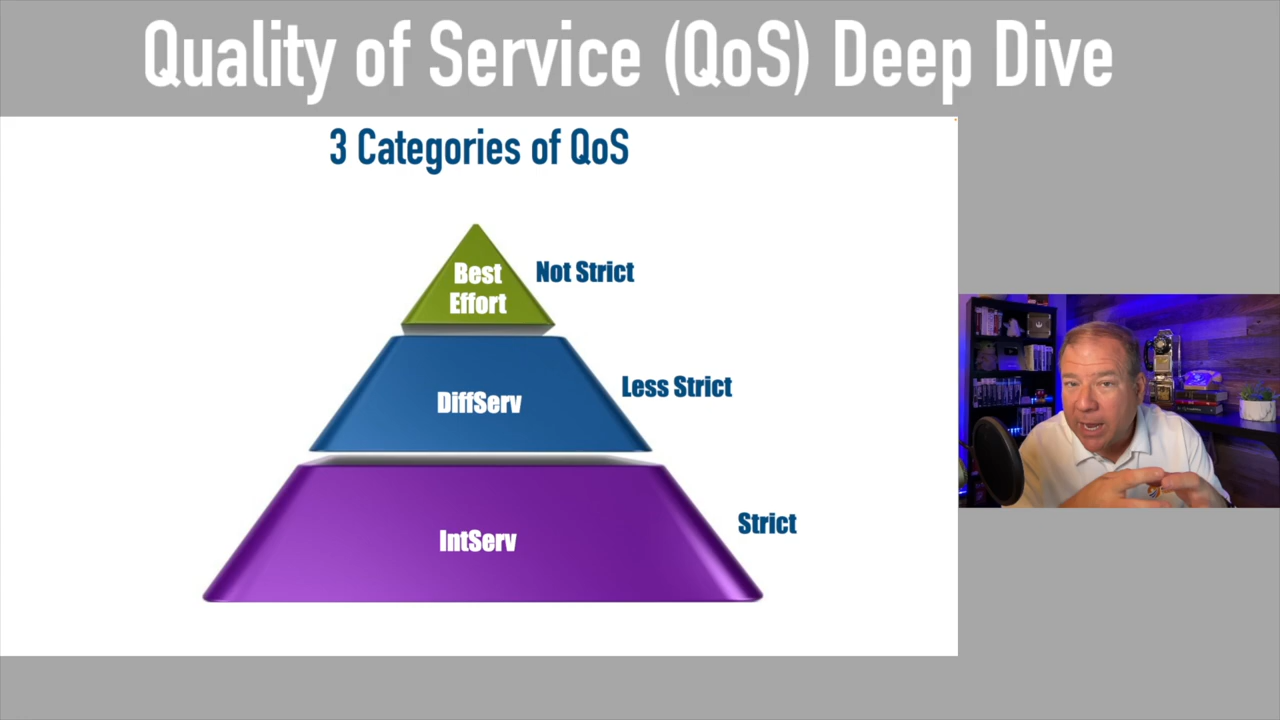 Quality of Service (QoS) Deep Dive
3 Categories of QoS
Best
Effort
Not Strict
DiffServ
Less Strict
IntServ
Strict